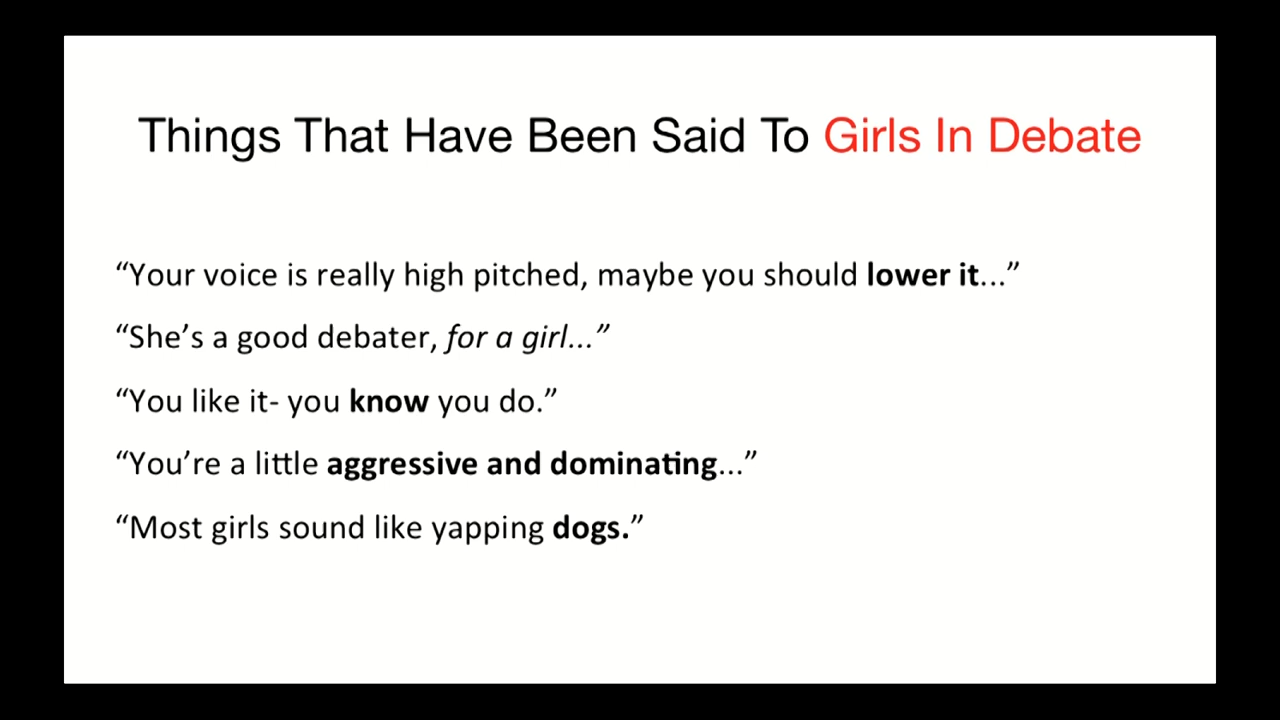 Things That Have Been Said To Girls In Debate
“Your voice is really high pitched, maybe you should lower it...”
“She’s a good debater, for a girl...”
“You like it- you know you do.”
“You’re a little aggressive and dominating...”
“Most girls sound like yapping dogs.”